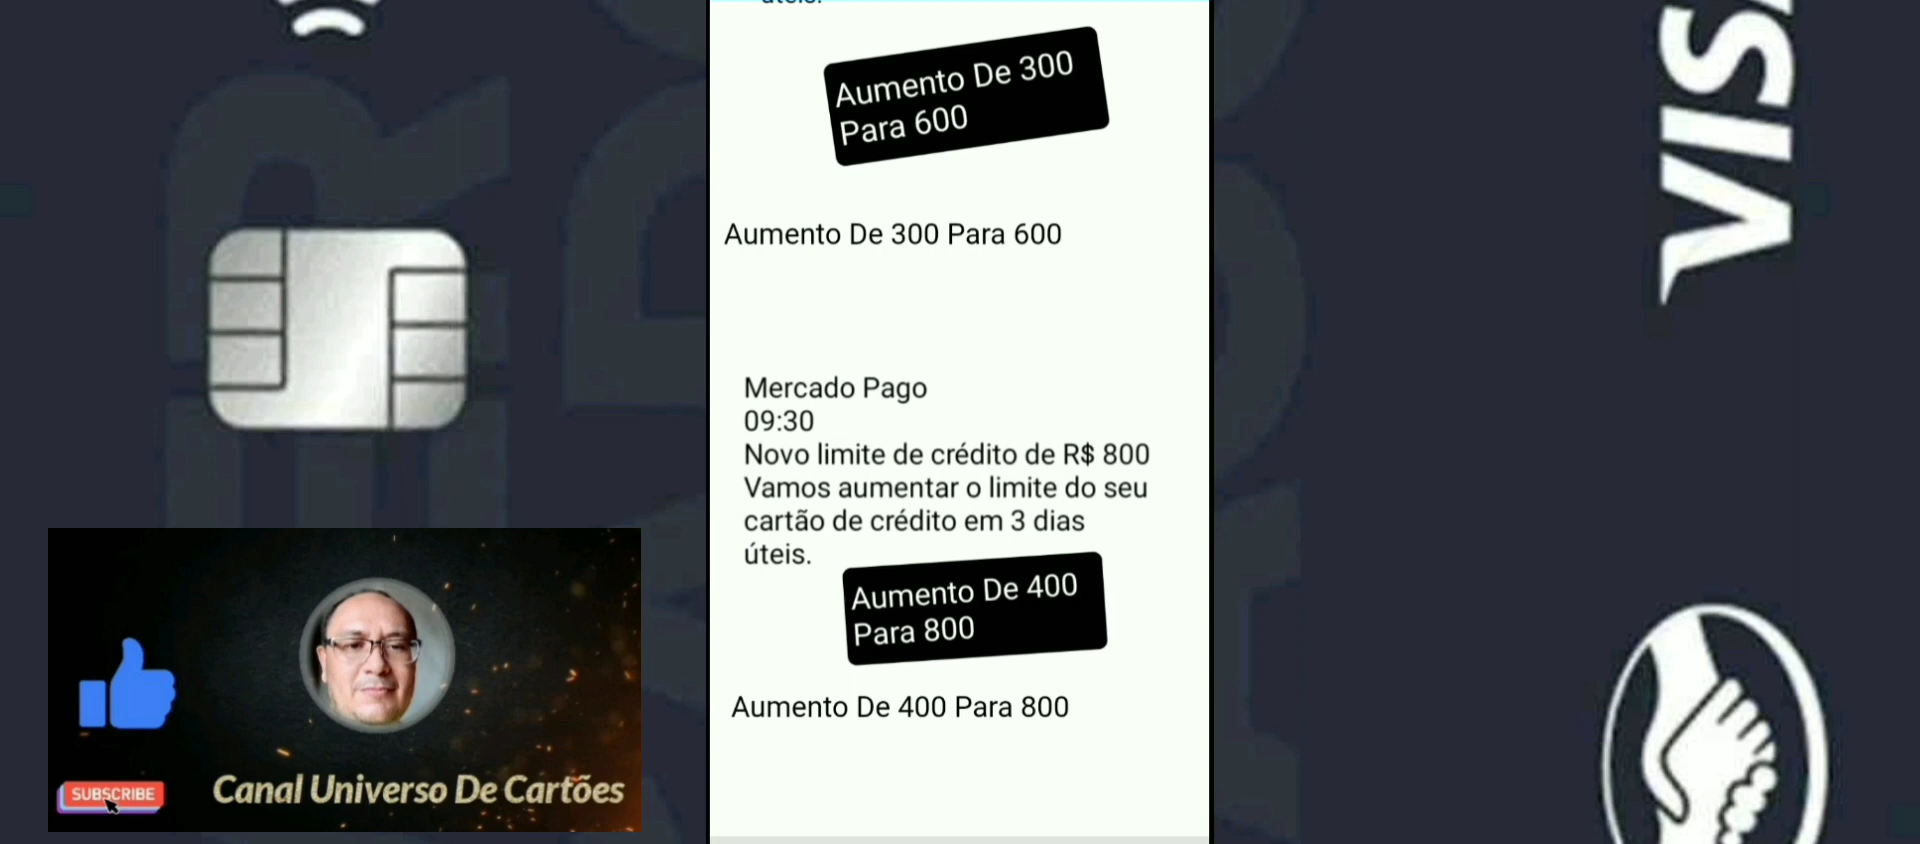 úteis.
Aumento De 300
Para 600
Aumento De 300 Para 600
Mercado Pago
09:30
Novo limite de crédito de R$ 800
Vamos aumentar o limite do seu
cartão de crédito em 3 dias
úteis.
Aumento De 400
Para 800
Aumento De 400 Para 800
SUBSCRIBE
Canal Universo De Cartões
VISA